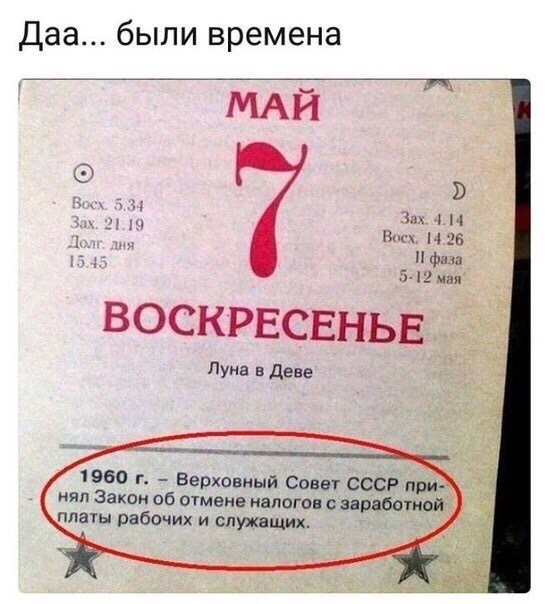 Даа... были времена
МАЙ
7
Восх. 5.34
Зах. 21.19
Долг. дня
15.45
Зах. 4.14
Восх. 14.26
II фаза
5-12 мая
ВОСКРЕСЕНЬЕ
Луна в Деве
1960 г. – Верховный Совет СССР при-
нял Закон об отмене налогов с заработной
платы рабочих и служащих.